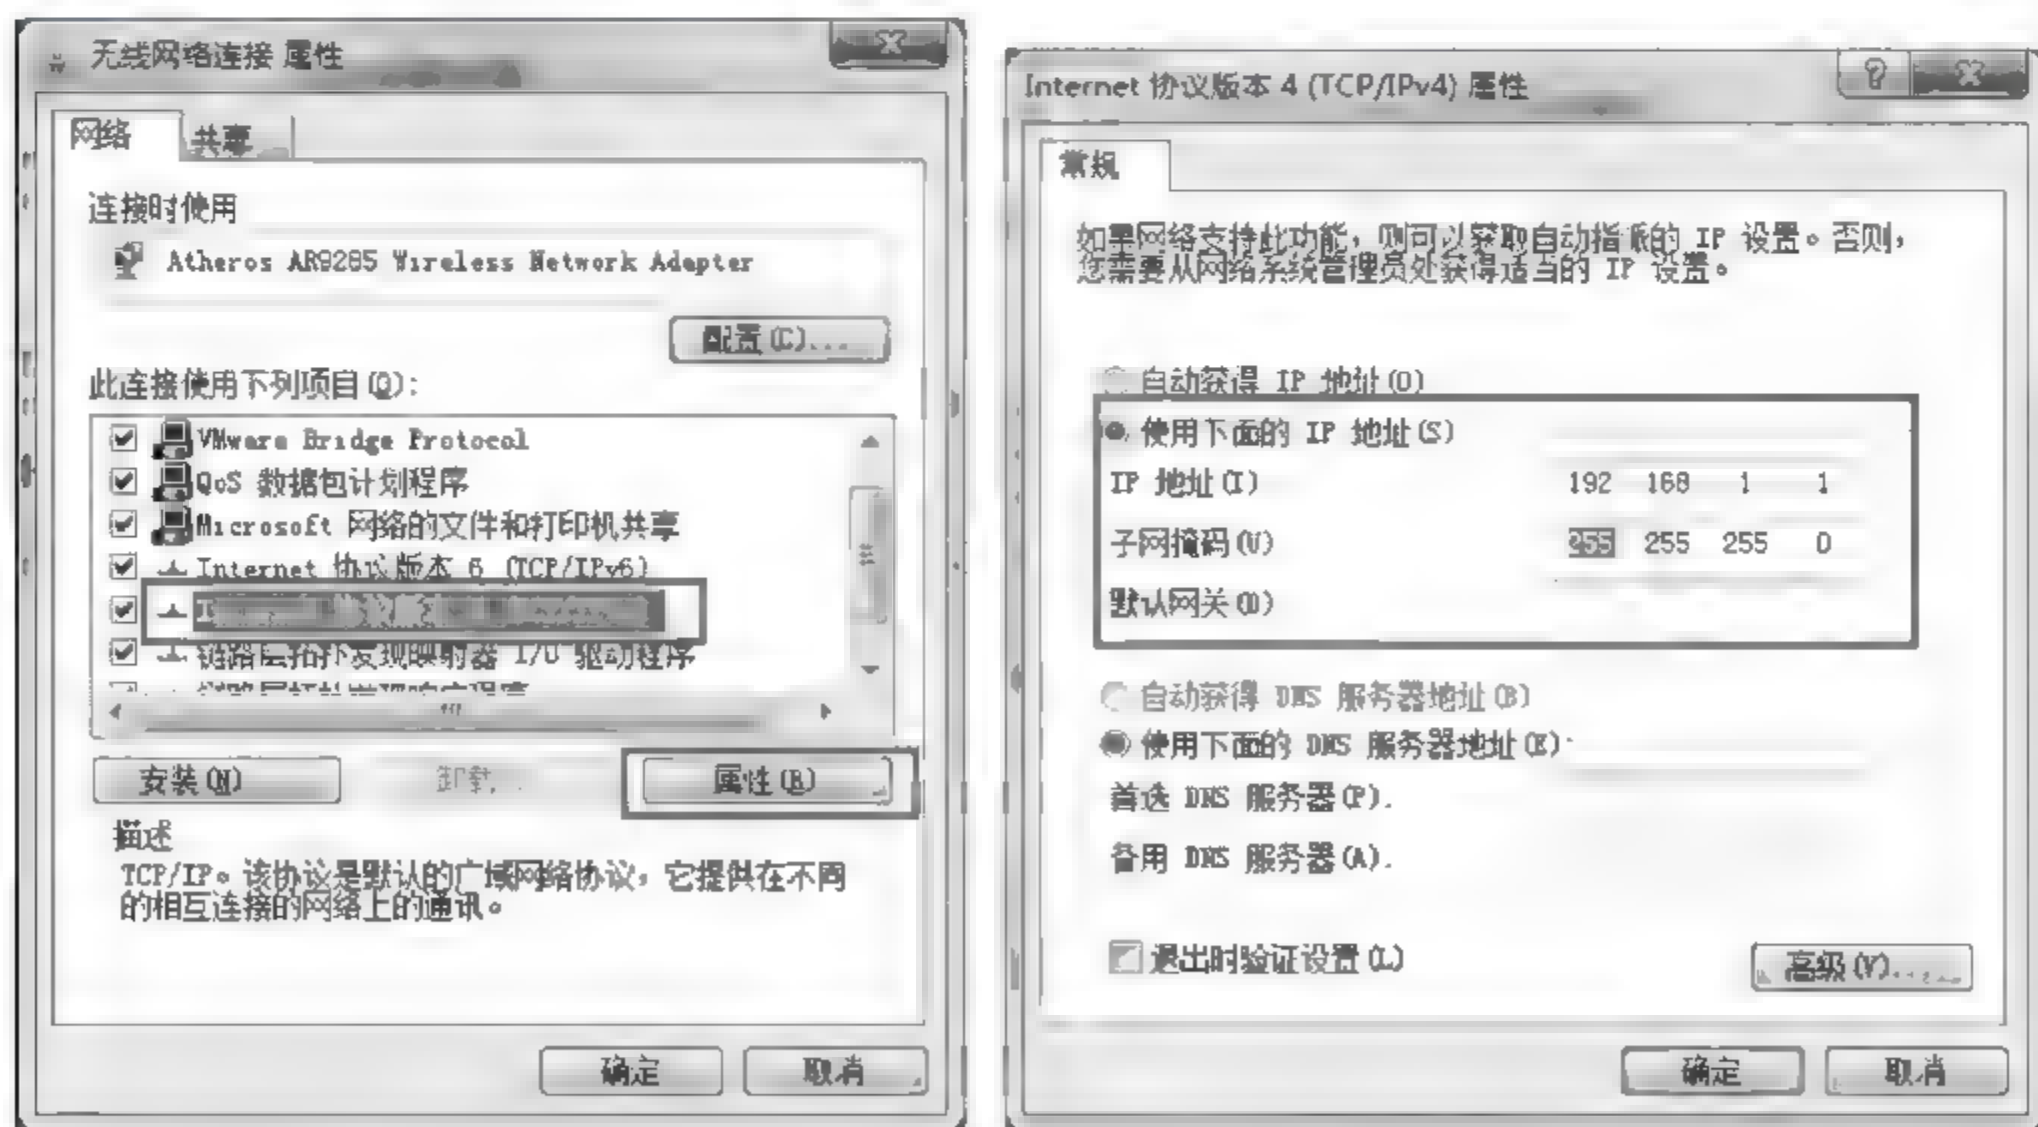 无线网络连接 属性
网络 共享
连接时使用
Atheros AR9285 Wireless Network Adapter
配置(C)...
此连接使用下列项目(O):
VMware Bridge Protocol
QoS 数据包计划程序
Microsoft 网络的文件和打印机共享
Internet 协议版本 6 (TCP/IPv6)
链路层拓扑发现映射器 I/O 驱动程序
安装(N) 卸载 属性(R)
描述
TCP/IP。该协议是默认的广域网络协议，它提供在不同
的相互连接的网络上的通讯。
确定 取消
Internet 协议版本 4 (TCP/IPv4) 属性
常规
如果网络支持此功能，则可以获取自动指派的 IP 设置。否则，
您需要从网络系统管理员处获得适当的 IP 设置。
自动获得 IP 地址(O)
使用下面的 IP 地址(S)
IP 地址(I) 192 168 1 1
子网掩码(U) 255 255 255 0
默认网关(D)
自动获得 DNS 服务器地址(B)
使用下面的 DNS 服务器地址(E):
首选 DNS 服务器(P).
备用 DNS 服务器(A).
退出时验证设置(L)
高级(V)...
确定 取消